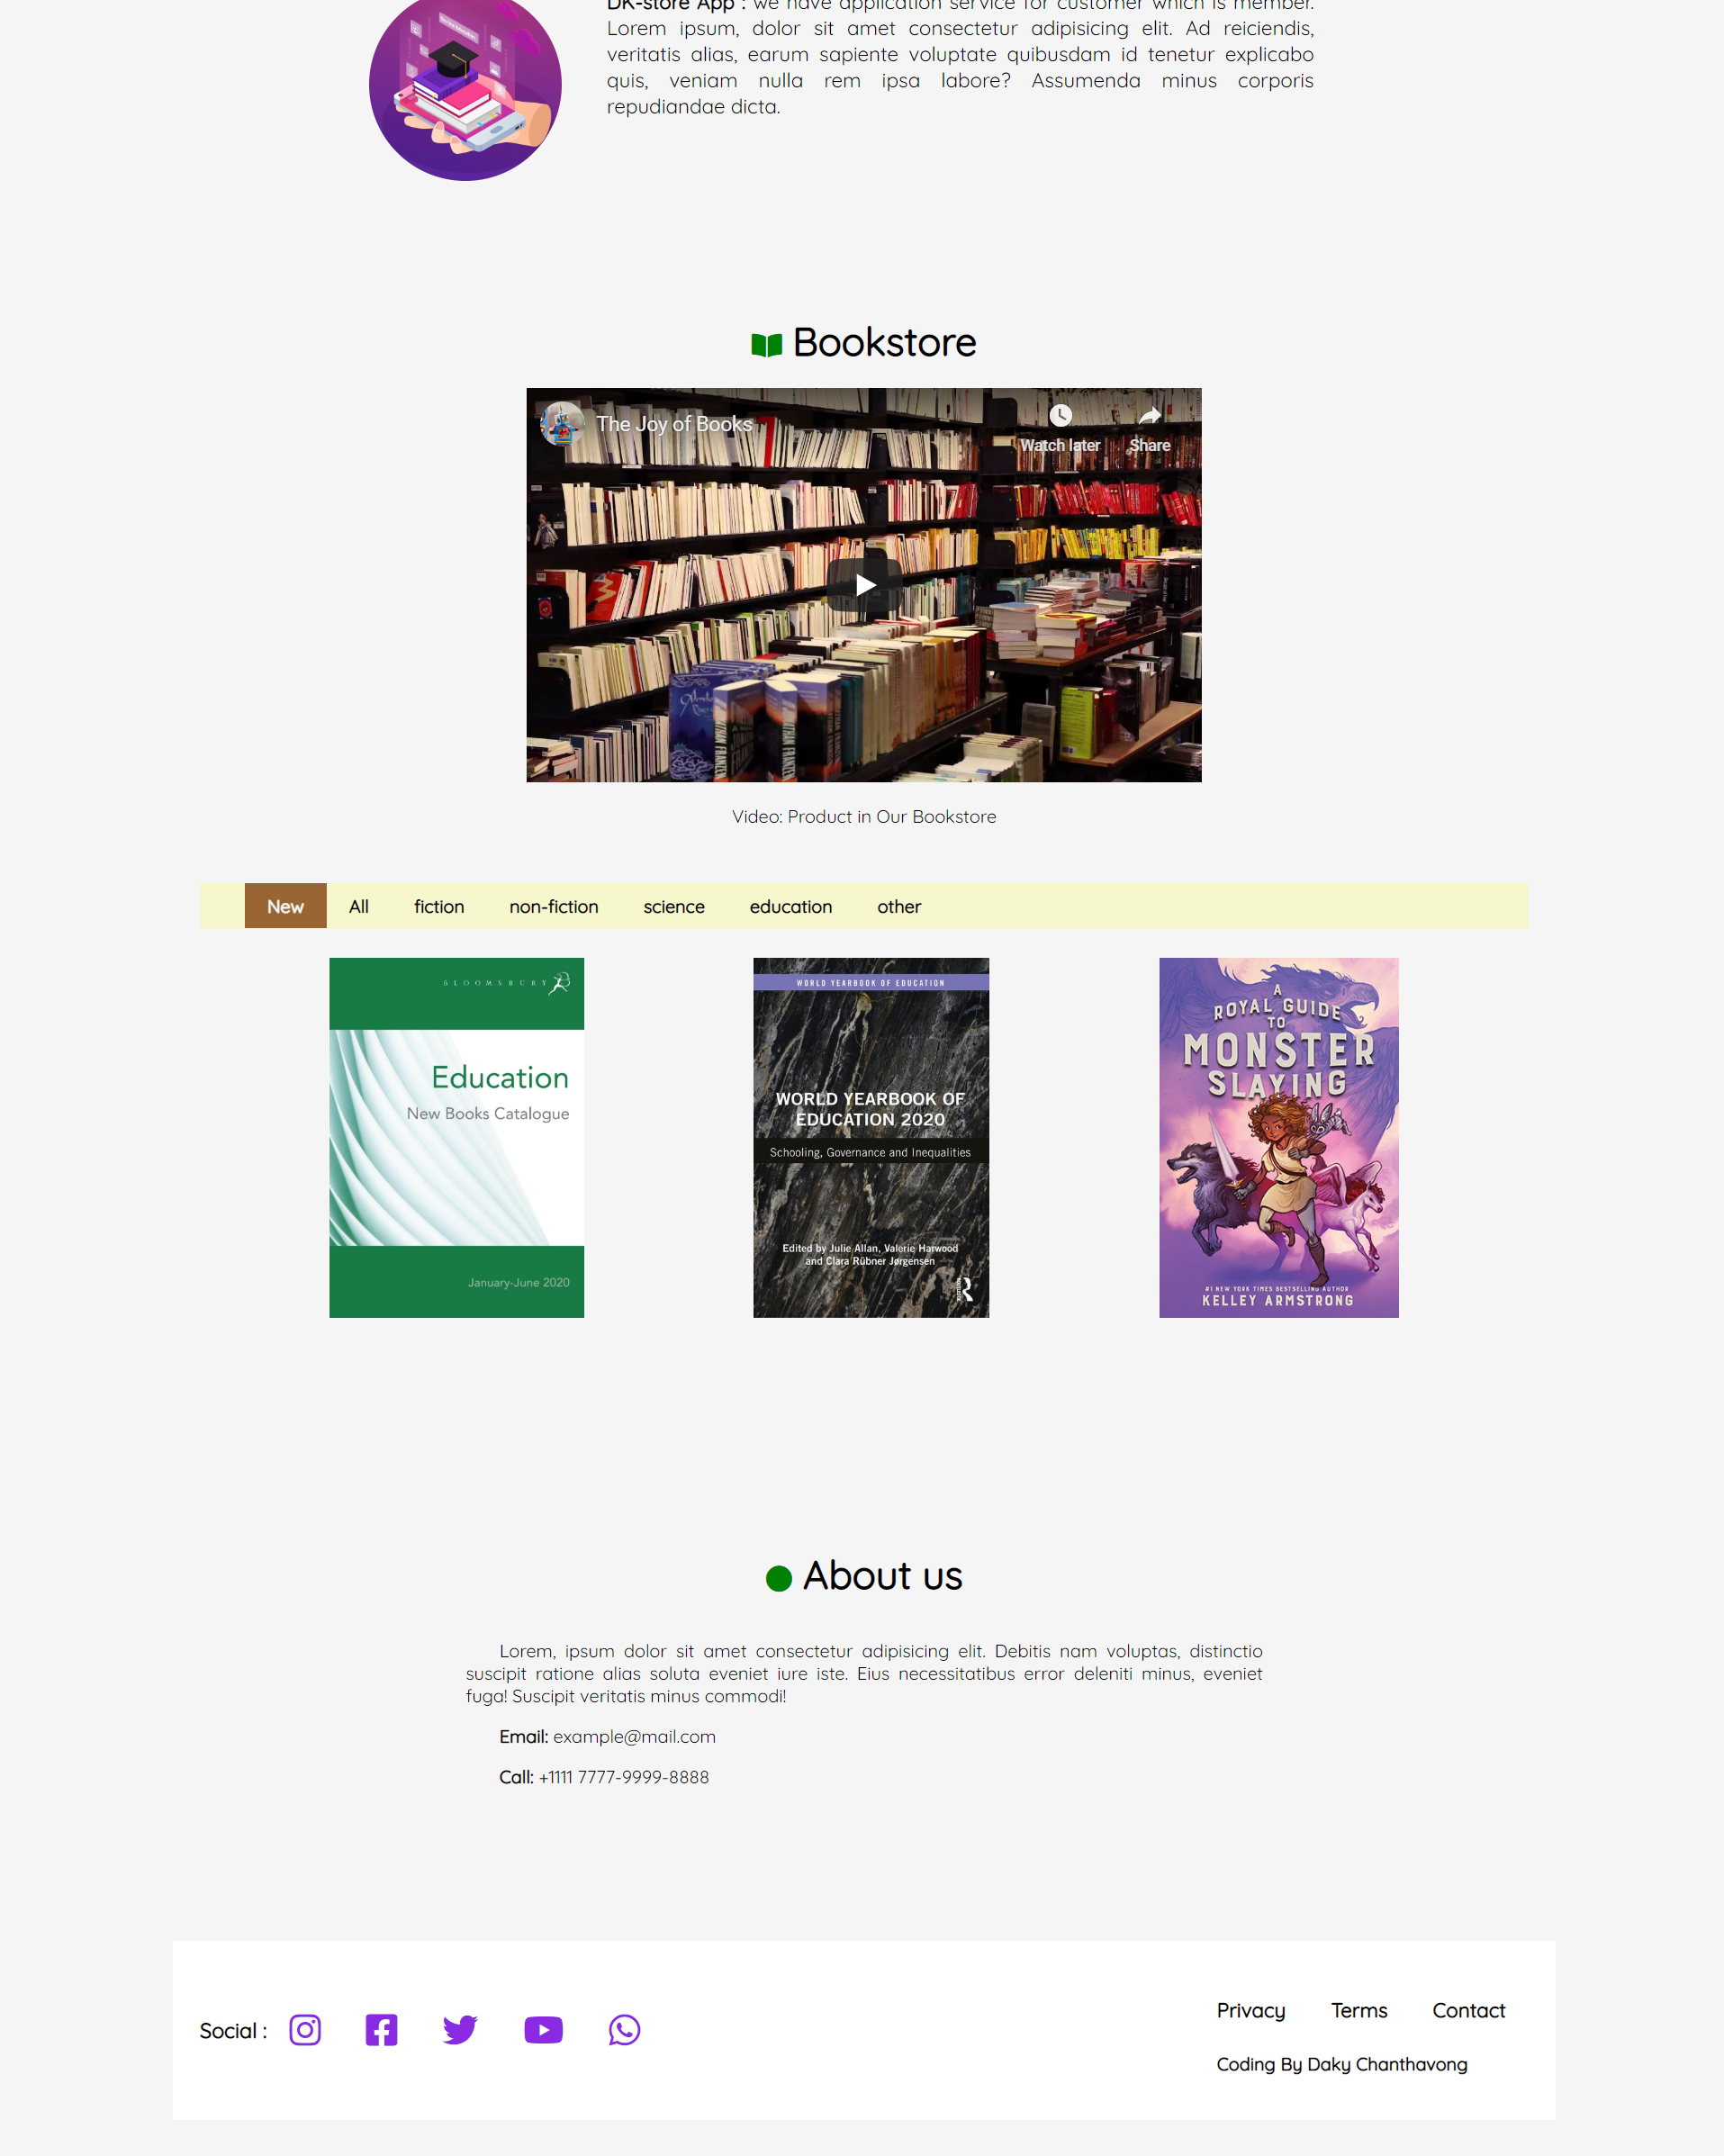 DK-store App : we have application service for customer which is member.
Lorem ipsum, dolor sit amet consectetur adipisicing elit. Ad reiciendis,
veritatis alias, earum sapiente voluptate quibusdam id tenetur explicabo
quis, veniam nulla rem ipsa labore? Assumenda minus corporis
repudiandae dicta.
Bookstore
The Joy of Books
Watch later
Share
Video: Product in Our Bookstore
New All fiction non-fiction science education other
BLOOMSBURY
Education
New Books Catalogue
January-June 2020
WORLD YEARBOOK OF EDUCATION
WORLD YEARBOOK OF
EDUCATION 2020
Schooling, Governance and Inequalities
Edited by Julie Allan, Valerie Harwood
and Clara Rübner Jørgensen
A
ROYAL GUIDE
TO
MONSTER
SLAYING
#1 NEW YORK TIMES BESTSELLING AUTHOR
KELLEY ARMSTRONG
About us
Lorem, ipsum dolor sit amet consectetur adipisicing elit. Debitis nam voluptas, distinctio
suscipit ratione alias soluta eveniet iure iste. Eius necessitatibus error deleniti minus, eveniet
fuga! Suscipit veritatis minus commodi!
Email: example@mail.com
Call: +1111 7777-9999-8888
Social :
Privacy Terms Contact
Coding By Daky Chanthavong